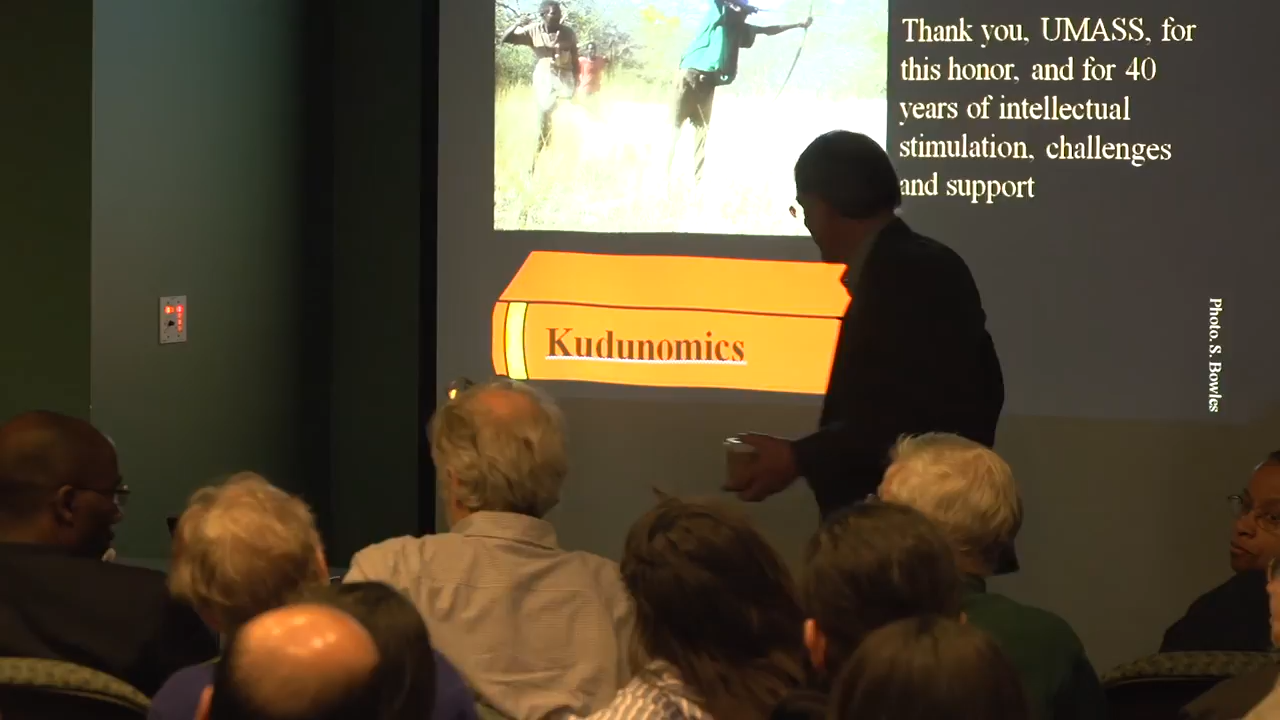 Thank you, UMASS, for
this honor, and for 40
years of intellectual
stimulation, challenges
and support
Kudunomics
Photo. S. Bowles